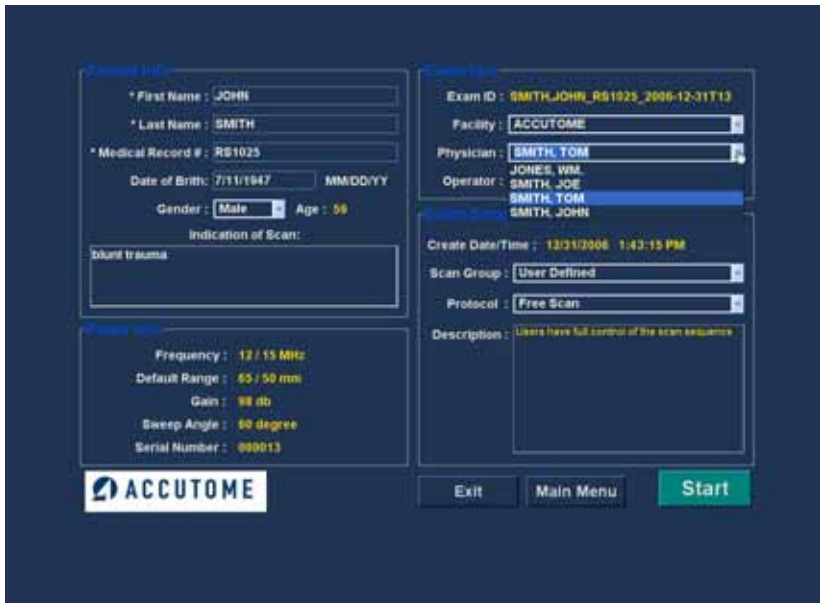 * First Name : JOHN
* Last Name : SMITH
* Medical Record # : RS1025
Date of Brith: 7/11/1947 MM/DD/YY
Gender : Male Age : 59
Indication of Scan:
blunt trauma
Frequency : 12 / 15 MHz
Default Range : 65 / 50 mm
Gain : 98 db
Sweep Angle : 60 degree
Serial Number : 000013
ACCUTOME
Exam ID : SMITH,JOHN_RS1025_2006-12-31T13
Facility : ACCUTOME
Physician : SMITH, TOM
JONES, WM.
Operator : SMITH, JOE
SMITH, TOM
SMITH, JOHN
Create Date/Time : 12/31/2006 1:43:15 PM
Scan Group : User Defined
Protocol : Free Scan
Description : Users have full control of the scan sequence
Exit Main Menu Start